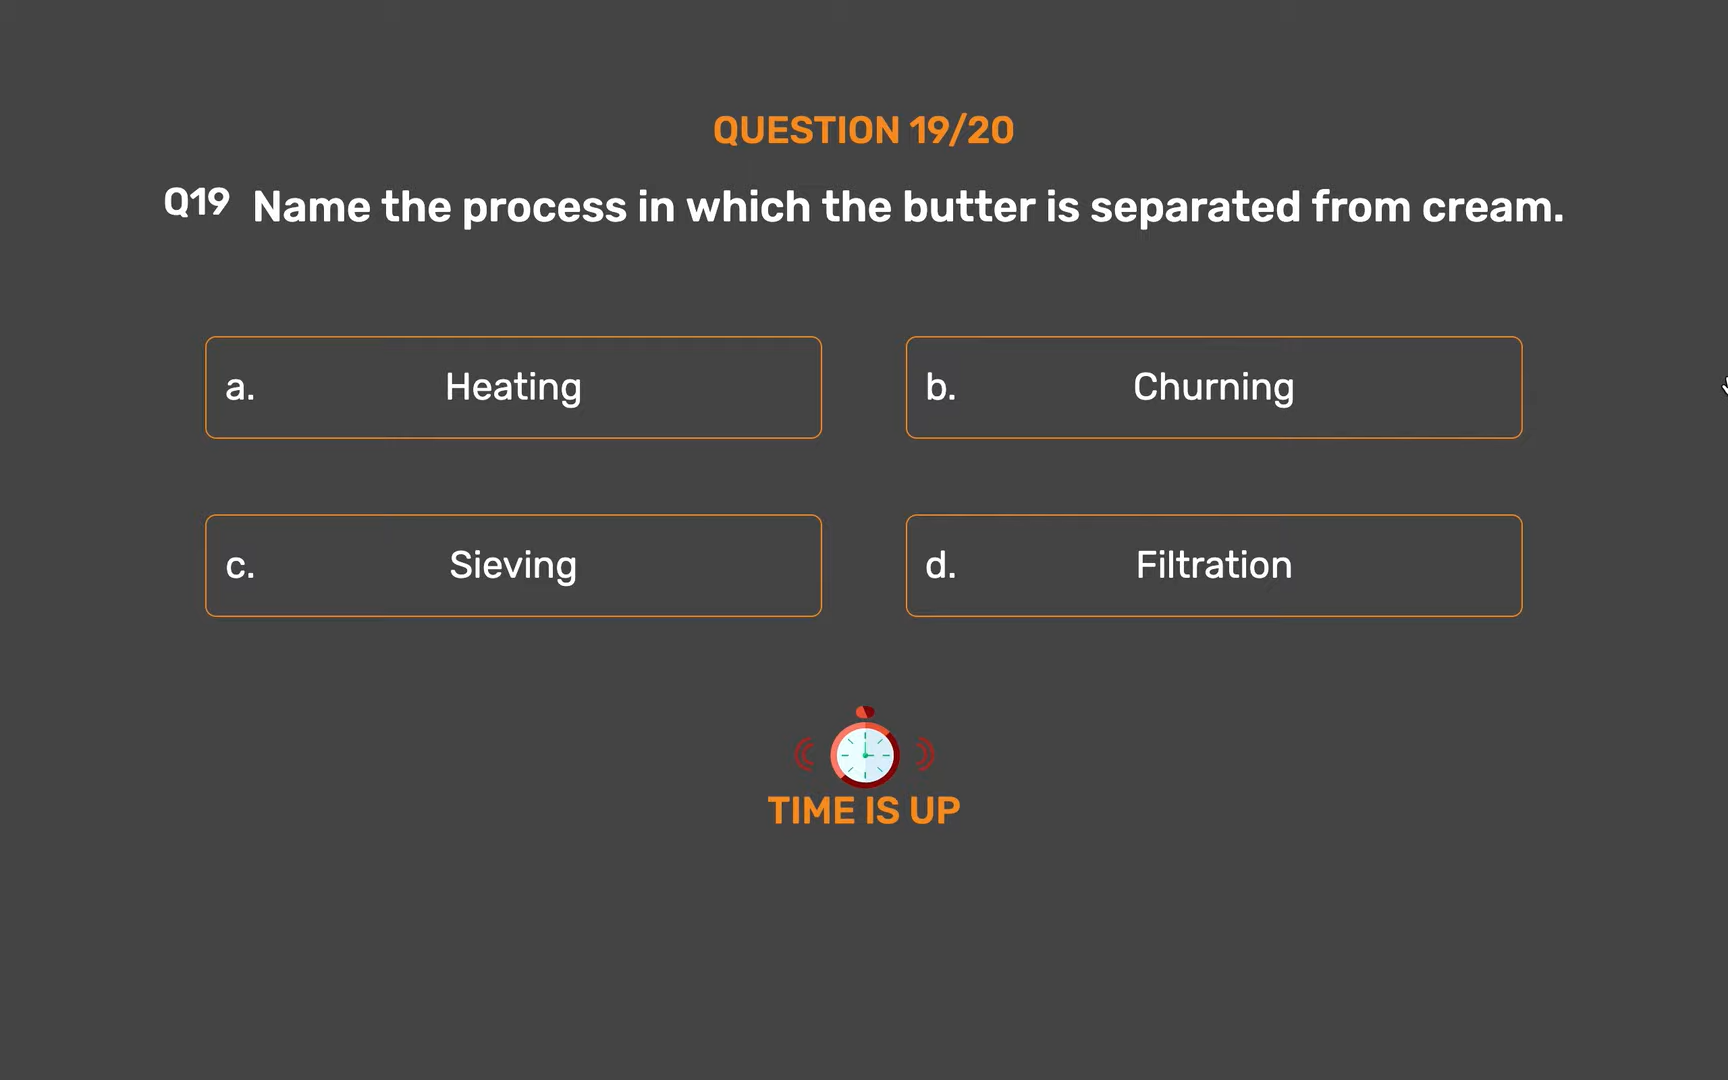 QUESTION 19/20
Q19 Name the process in which the butter is separated from cream.
a. Heating
b. Churning
c. Sieving
d. Filtration
TIME IS UP